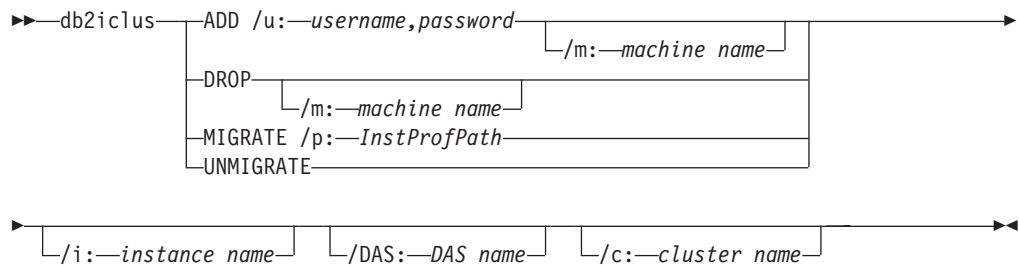 db2iclus ADD /u: username,password
/m: machine name
DROP
/m: machine name
MIGRATE /p: InstProfPath
UNMIGRATE
/i: instance name /DAS: DAS name /c: cluster name